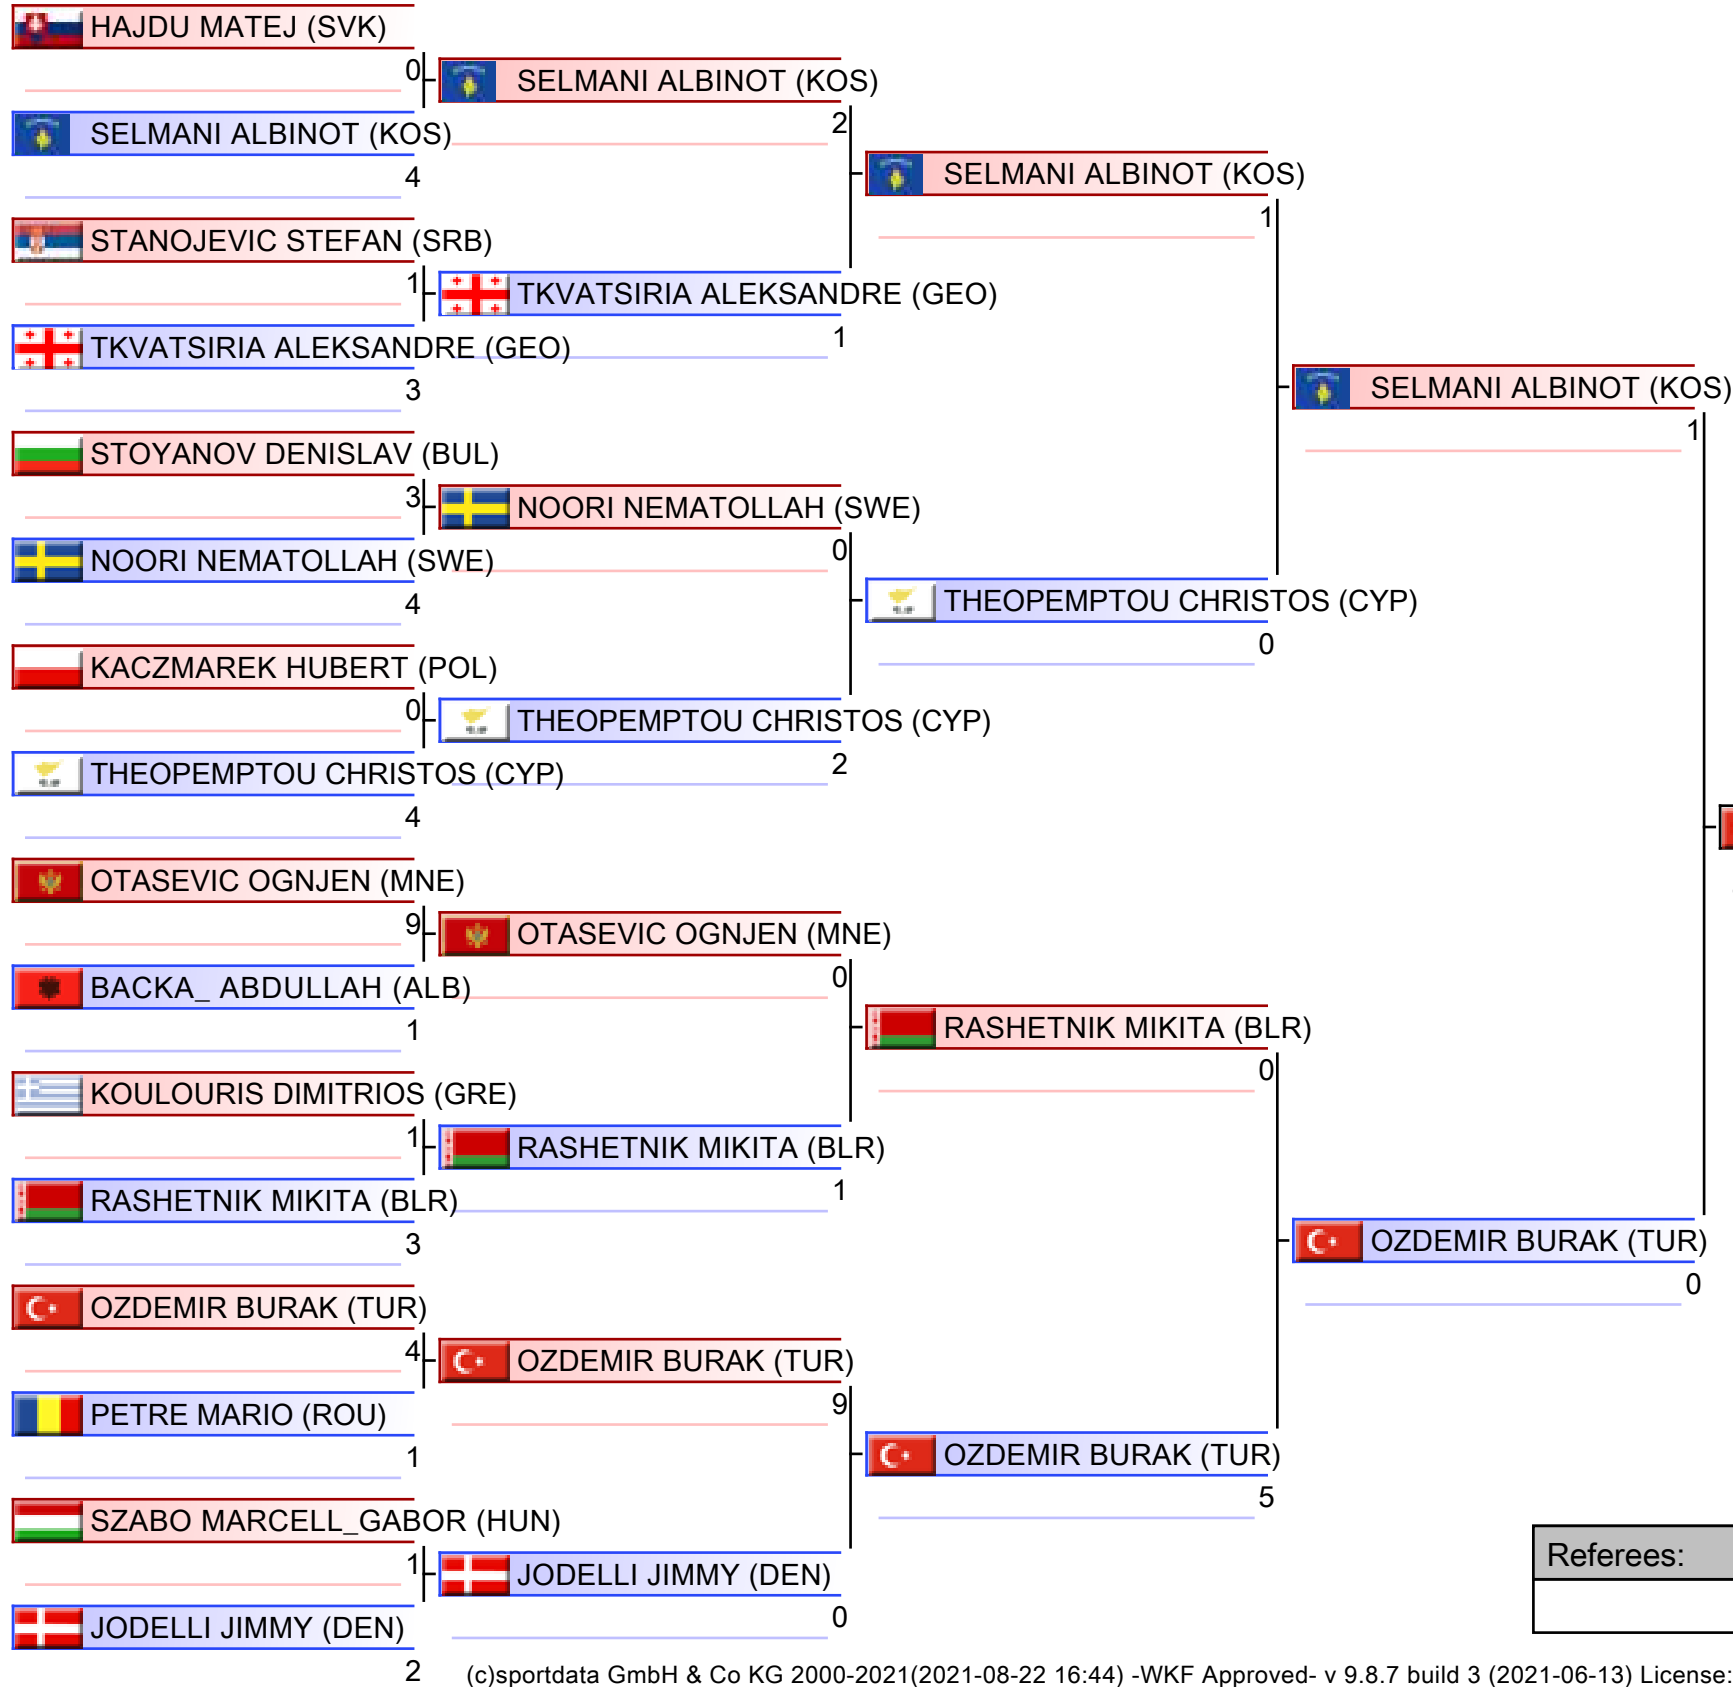 HAJDU MATEJ (SVK)
0
SELMANI ALBINOT (KOS)
4
STANOJEVIC STEFAN (SRB)
1
TKVATSIRIA ALEKSANDRE (GEO)
3
STOYANOV DENISLAV (BUL)
3
NOORI NEMATOLLAH (SWE)
4
KACZMAREK HUBERT (POL)
0
THEOPEMPTOU CHRISTOS (CYP)
4
OTASEVIC OGNJEN (MNE)
9
BACKA_ ABDULLAH (ALB)
1
KOULOURIS DIMITRIOS (GRE)
1
RASHETNIK MIKITA (BLR)
3
OZDEMIR BURAK (TUR)
4
PETRE MARIO (ROU)
1
SZABO MARCELL_GABOR (HUN)
1
JODELLI JIMMY (DEN)
2
SELMANI ALBINOT (KOS)
2
TKVATSIRIA ALEKSANDRE (GEO)
1
NOORI NEMATOLLAH (SWE)
0
THEOPEMPTOU CHRISTOS (CYP)
2
OTASEVIC OGNJEN (MNE)
0
RASHETNIK MIKITA (BLR)
1
OZDEMIR BURAK (TUR)
9
JODELLI JIMMY (DEN)
0
SELMANI ALBINOT (KOS)
1
THEOPEMPTOU CHRISTOS (CYP)
0
RASHETNIK MIKITA (BLR)
0
OZDEMIR BURAK (TUR)
5
SELMANI ALBINOT (KOS)
1
OZDEMIR BURAK (TUR)
0
Referees:
(c)sportdata GmbH & Co KG 2000-2021(2021-08-22 16:44) -WKF Approved- v 9.8.7 build 3 (2021-06-13) License: